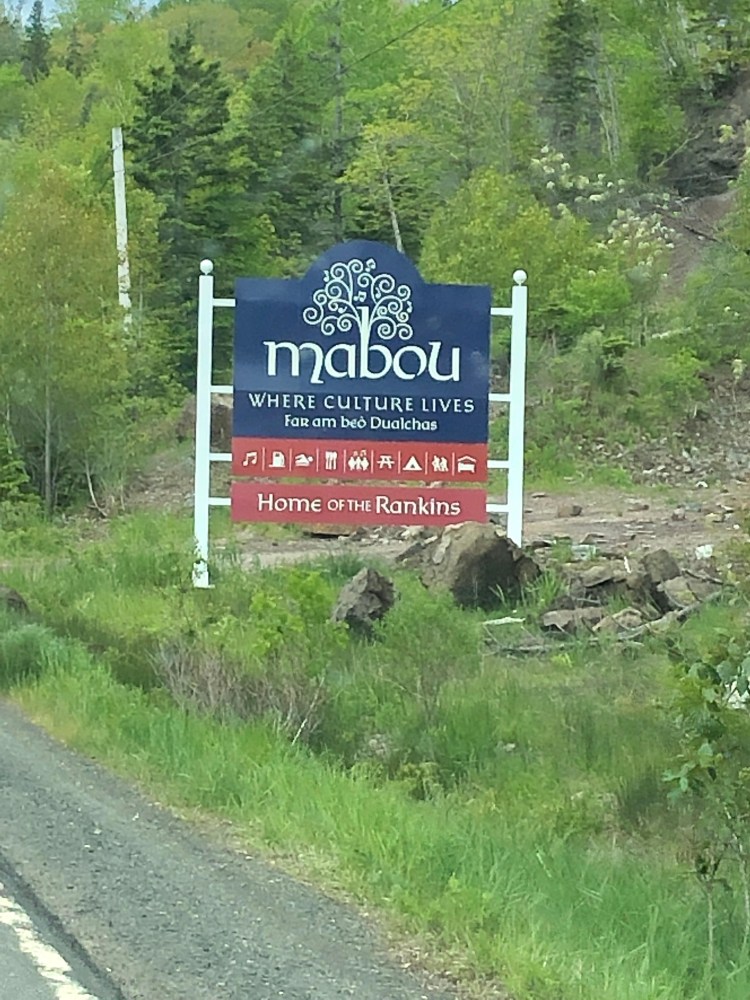 mabou
WHERE CULTURE LIVES
Far am beò Dualchas
Home OF THE Rankins